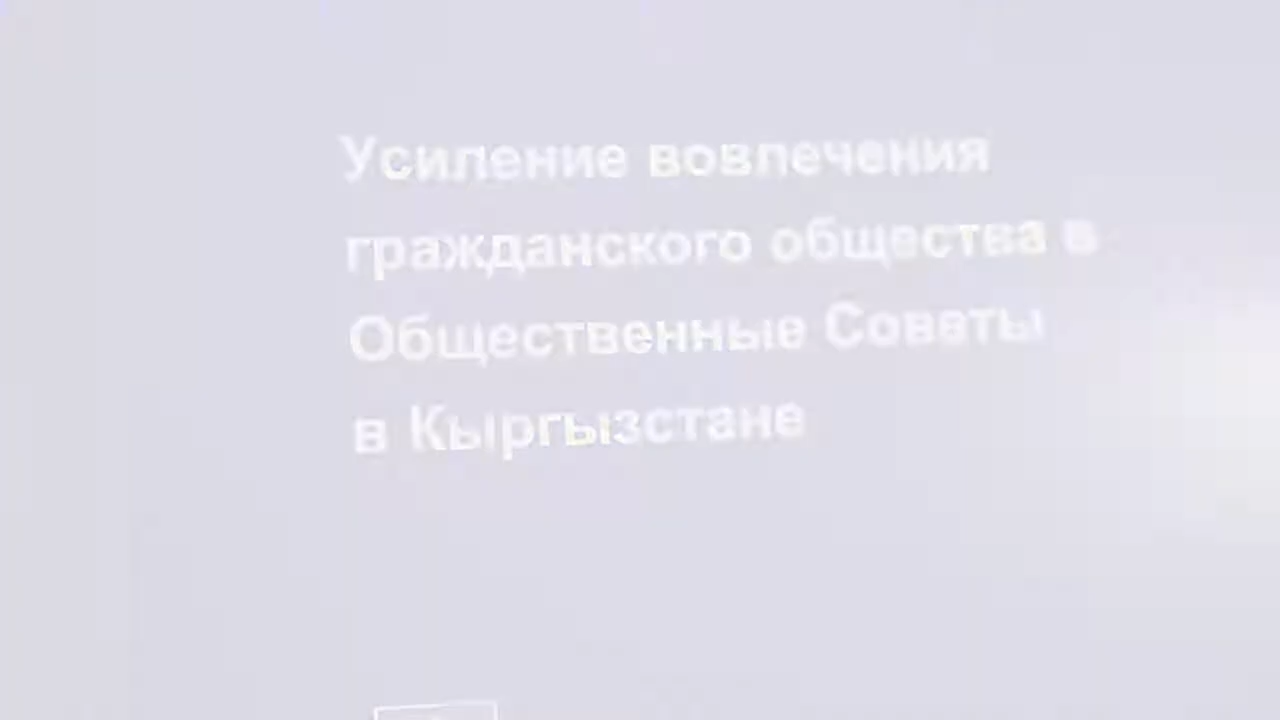 Усиление вовлечения
гражданского общества в
Общественные Советы
в Кыргызстане